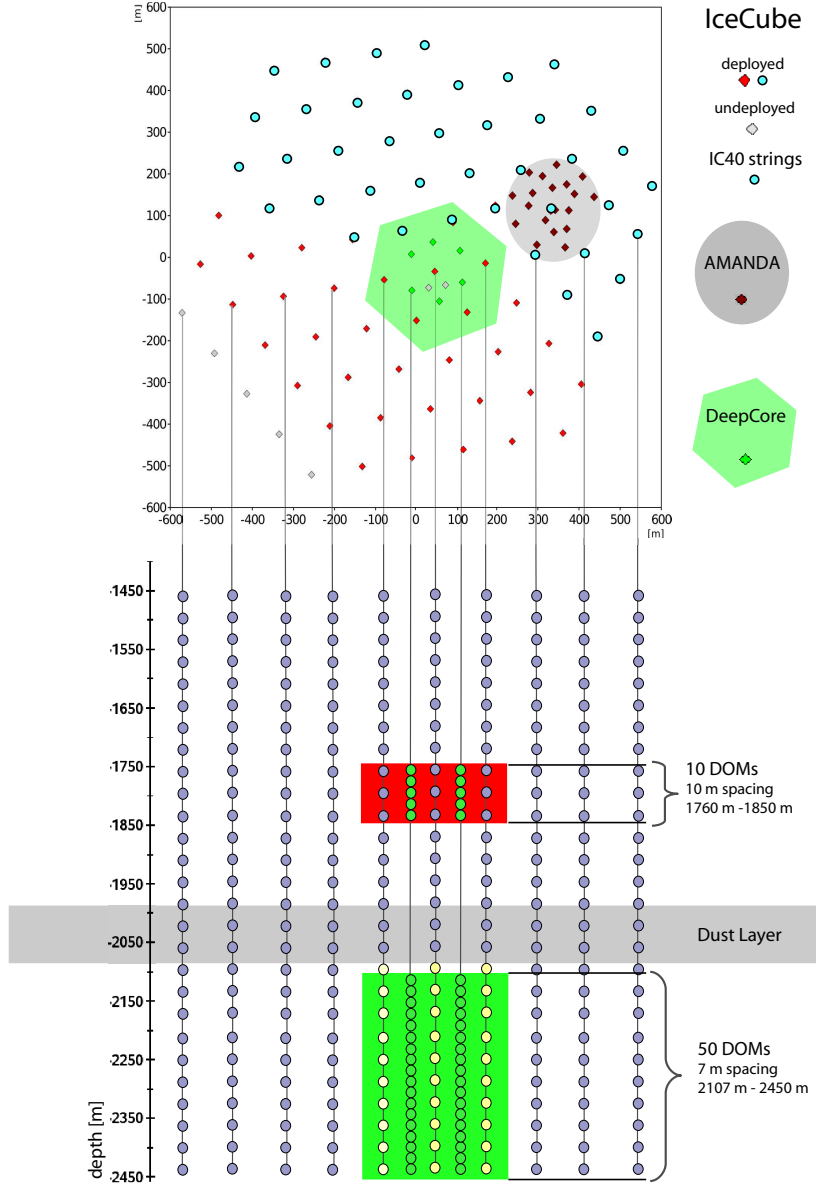 [m]
600
500
400
300
200
100
0
-100
-200
-300
-400
-500
-600
-600 -500 -400 -300 -200 -100 0 100 200 300 400 500 600
[m]
IceCube
deployed
undeployed
IC40 strings
AMANDA
DeepCore
-1450
-1550
-1650
-1750
-1850
-1950
-2050
-2150
-2250
-2350
-2450
depth [m]
10 DOMs
10 m spacing
1760 m -1850 m
Dust Layer
50 DOMs
7 m spacing
2107 m - 2450 m